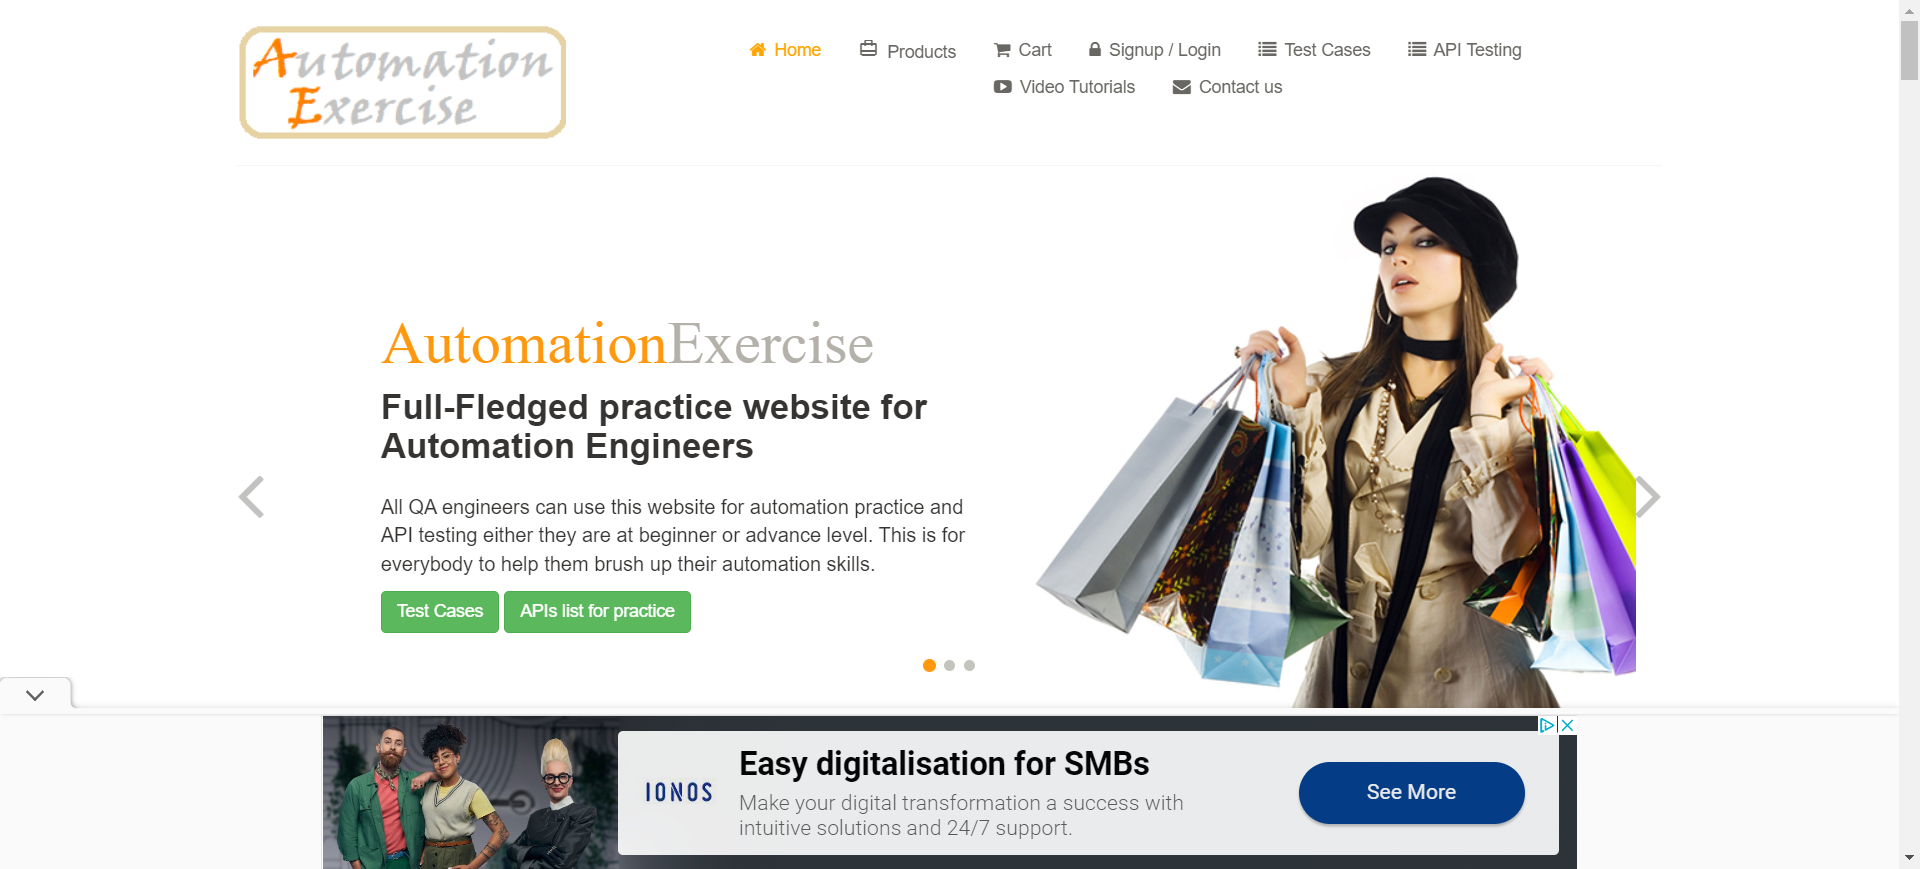 Automation
Exercise
Home
Products
Cart
Signup / Login
Test Cases
API Testing
Video Tutorials
Contact us
AutomationExercise
Full-Fledged practice website for
Automation Engineers
All QA engineers can use this website for automation practice and
API testing either they are at beginner or advance level. This is for
everybody to help them brush up their automation skills.
Test Cases
APIs list for practice
IONOS
Easy digitalisation for SMBs
Make your digital transformation a success with
intuitive solutions and 24/7 support.
See More